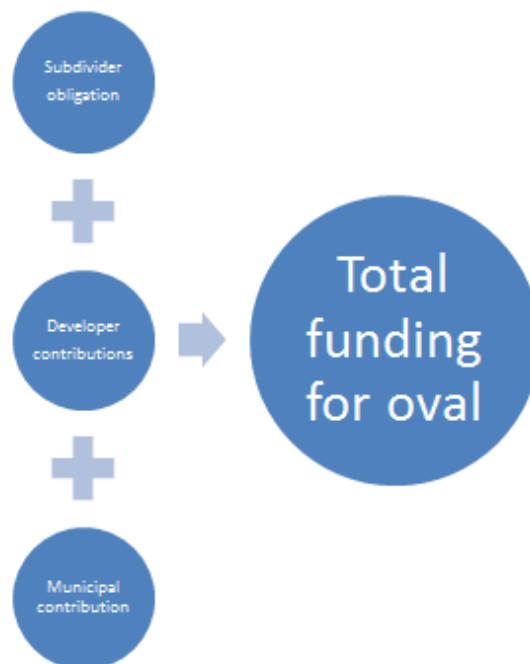 Subdivider
obligation
Developer
contributions
Total
funding
for oval
Municipal
contribution